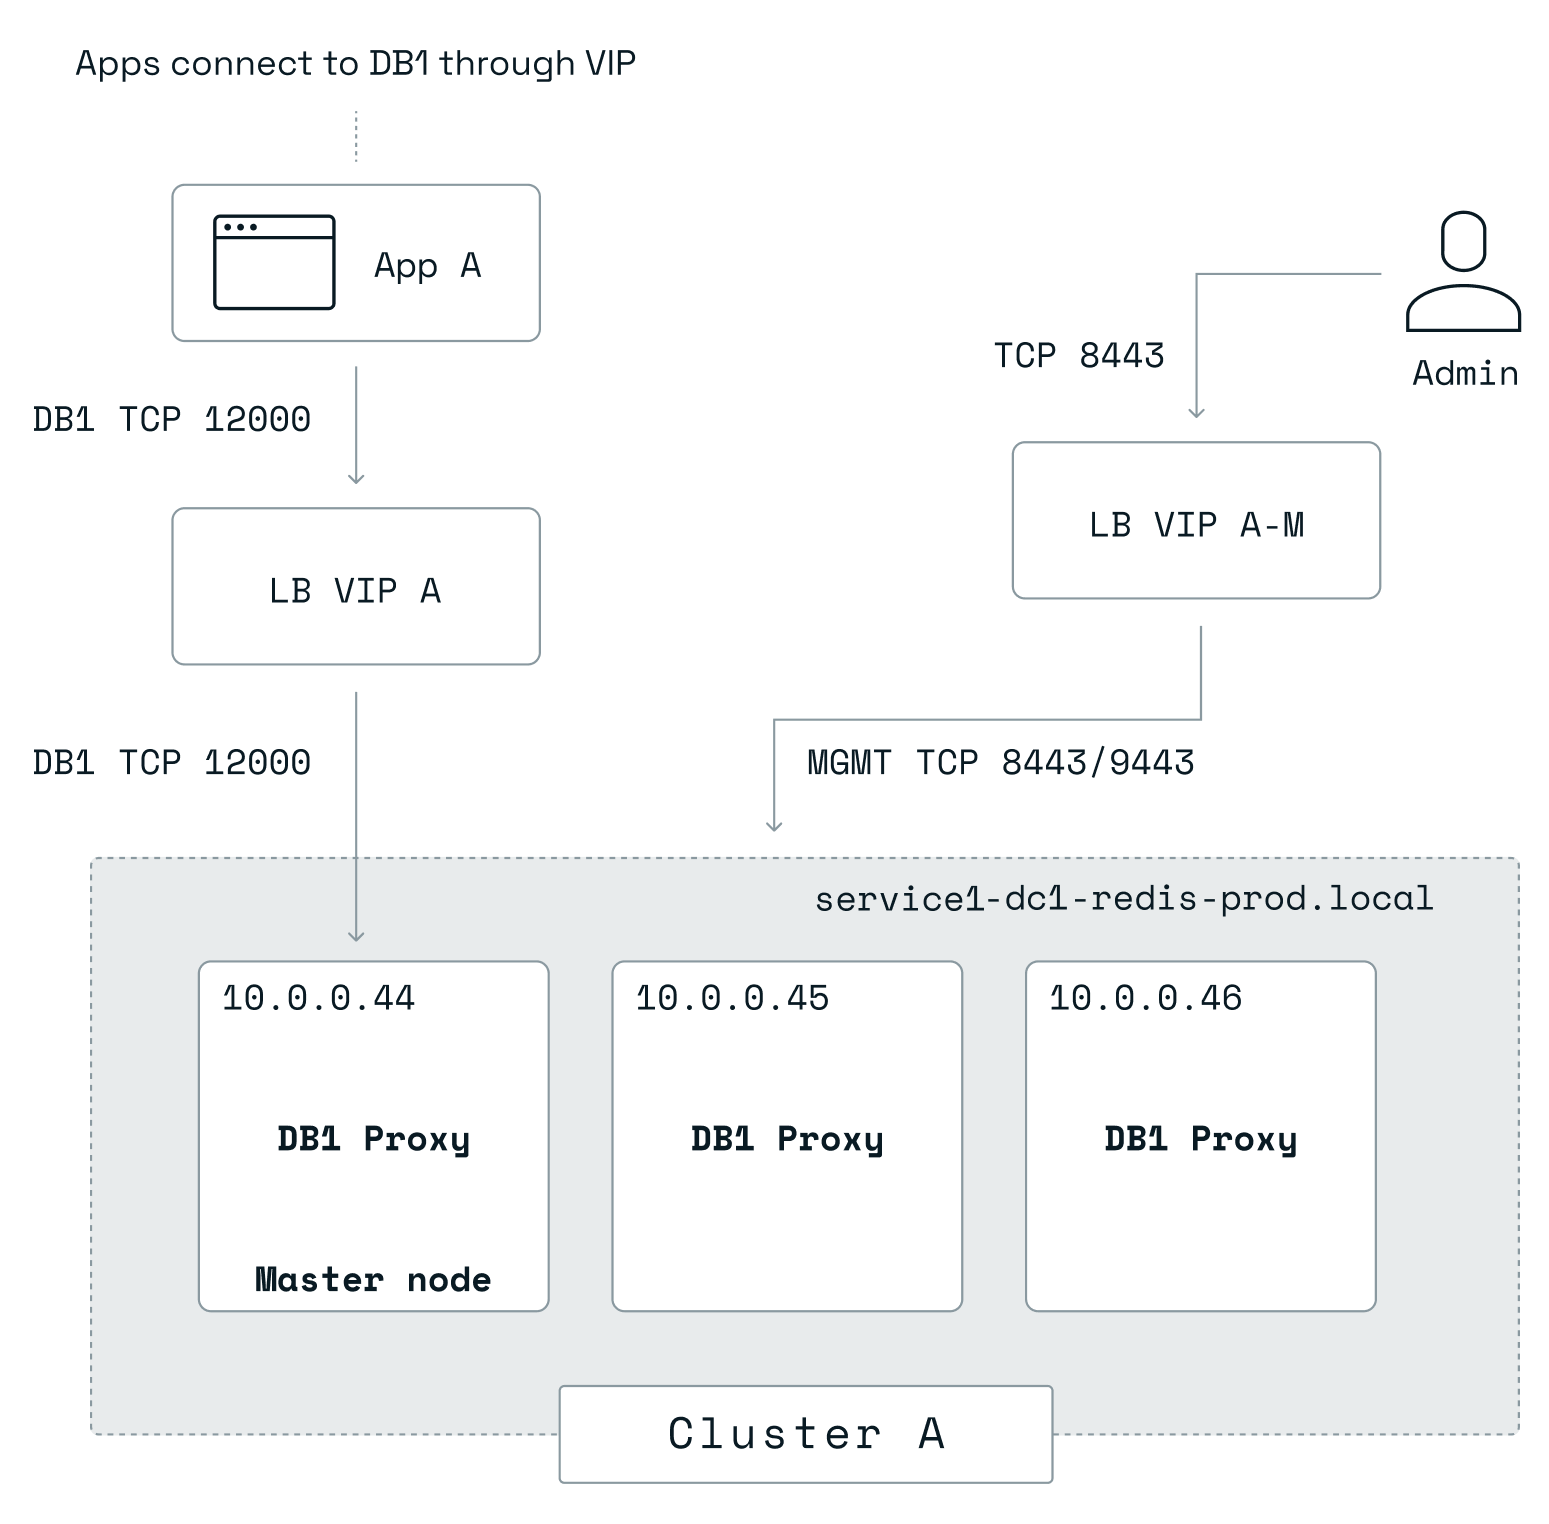 Apps connect to DB1 through VIP
App A
TCP 8443
Admin
DB1 TCP 12000
LB VIP A-M
LB VIP A
DB1 TCP 12000
MGMT TCP 8443/9443
service1-dc1-redis-prod.local
10.0.0.44
DB1 Proxy
Master node
10.0.0.45
DB1 Proxy
10.0.0.46
DB1 Proxy
Cluster A